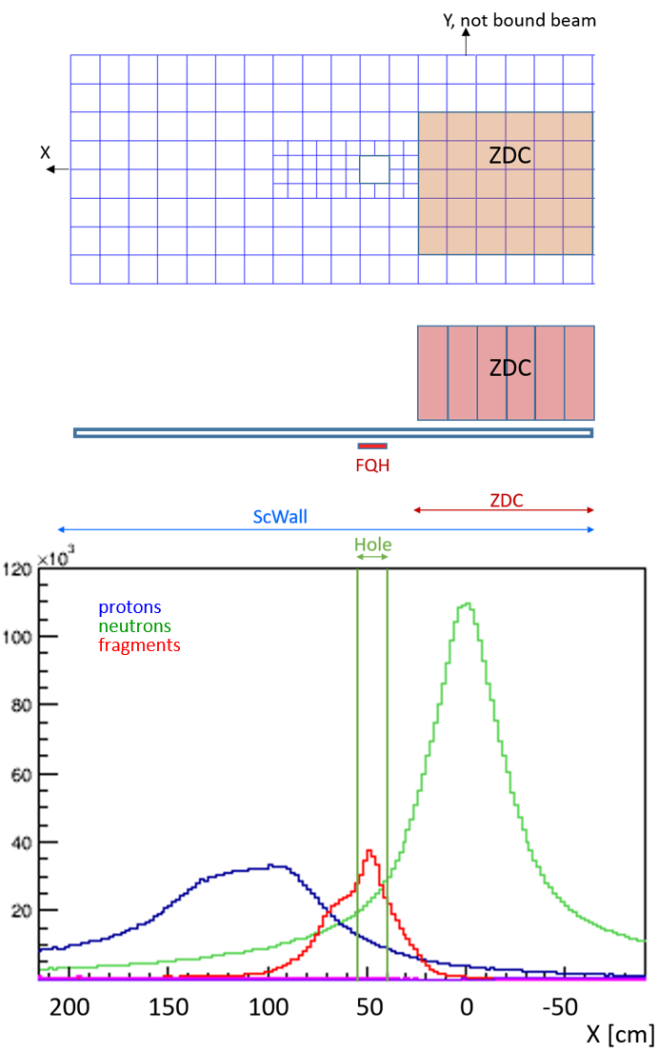 Y, not bound beam
X
ZDC
ZDC
FQH
ZDC
ScWall
Hole
×10³
120
100
80
60
40
20
protons
neutrons
fragments
200 150 100 50 0 -50
X [cm]